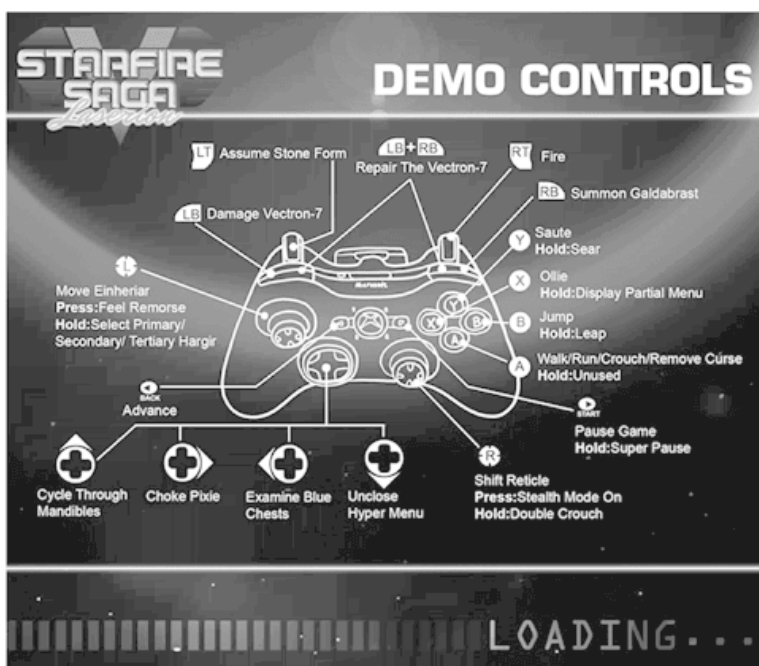 STARFIRE
SAGA
V
Laserion
DEMO CONTROLS
LT Assume Stone Form
LB+RB
Repair The Vectron-7
RT Fire
RB Summon Galdabrast
LB Damage Vectron-7
Y Saute
Hold:Sear
L
Move Einheriar
Press:Feel Remorse
Hold:Select Primary/
Secondary/ Tertiary Hargir
X Ollie
Hold:Display Partial Menu
B Jump
Hold:Leap
A Walk/Run/Crouch/Remove Curse
Hold:Unused
Y
X
B
A
BACK
Advance
START
Pause Game
Hold:Super Pause
R
Shift Reticle
Press:Stealth Mode On
Hold:Double Crouch
Cycle Through
Mandibles
Choke Pixie
Examine Blue
Chests
Unclose
Hyper Menu
LOADING...